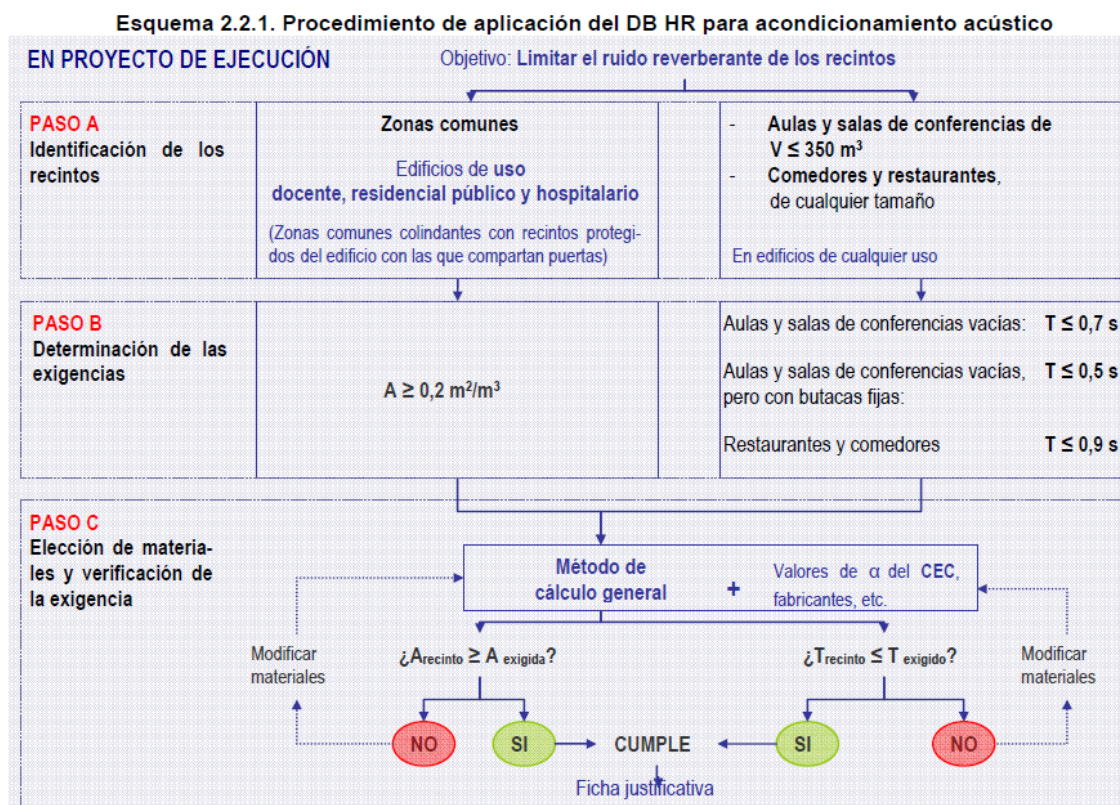 Esquema 2.2.1. Procedimiento de aplicación del DB HR para acondicionamiento acústico
EN PROYECTO DE EJECUCIÓN
Objetivo: Limitar el ruido reverberante de los recintos
PASO A
Identificación de los
recintos
Zonas comunes
Edificios de uso
docente, residencial público y hospitalario
(Zonas comunes colindantes con recintos protegi-
dos del edificio con las que compartan puertas)
- Aulas y salas de conferencias de
V ≤ 350 m³
- Comedores y restaurantes,
de cualquier tamaño
En edificios de cualquier uso
PASO B
Determinación de las
exigencias
A ≥ 0,2 m²/m³
Aulas y salas de conferencias vacías: T ≤ 0,7 s
Aulas y salas de conferencias vacías, T ≤ 0,5 s
pero con butacas fijas:
Restaurantes y comedores T ≤ 0,9 s
PASO C
Elección de materia-
les y verificación de
la exigencia
Método de
cálculo general
+
Valores de α del CEC,
fabricantes, etc.
Modificar
materiales
¿Arecinto ≥ A exigida?
¿Trecinto ≤ T exigido?
Modificar
materiales
NO
SI
CUMPLE
SI
NO
Ficha justificativa